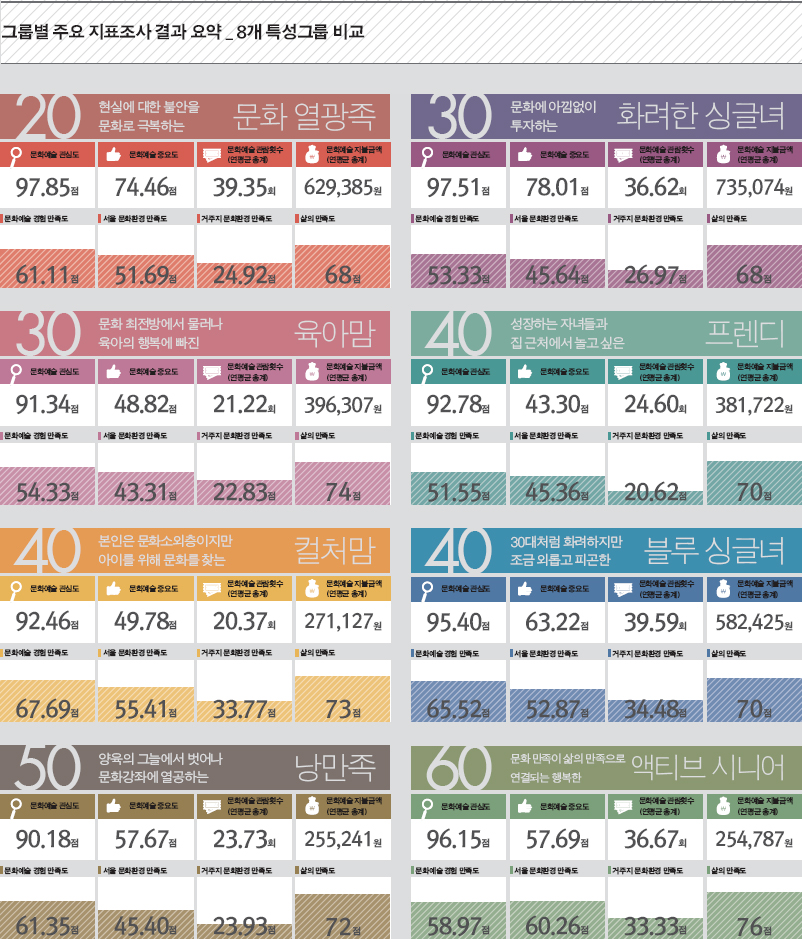 그룹별 주요 지표조사 결과 요약 _ 8개 특성그룹 비교
20 현실에 대한 불안을 문화 열광족
문화로 극복하는
문화예술 관심도 문화예술 중요도 문화예술 관람횟수 문화예술 지불금액
(연평균 총계) (연평균 총계)
97.85점 74.46점 39.35회 629,385원
문화예술 경험 만족도 서울 문화환경 만족도 거주지 문화환경 만족도 삶의 만족도
61.11점 51.69점 24.92점 68점
30 문화에 아낌없이 화려한 싱글녀
투자하는
문화예술 관심도 문화예술 중요도 문화예술 관람횟수 문화예술 지불금액
(연평균 총계) (연평균 총계)
97.51점 78.01점 36.62회 735,074원
문화예술 경험 만족도 서울 문화환경 만족도 거주지 문화환경 만족도 삶의 만족도
53.33점 45.64점 26.97점 68점
30 문화 최전방에서 물러나 육아맘
육아의 행복에 빠진
문화예술 관심도 문화예술 중요도 문화예술 관람횟수 문화예술 지불금액
(연평균 총계) (연평균 총계)
91.34점 48.82점 21.22회 396,307원
문화예술 경험 만족도 서울 문화환경 만족도 거주지 문화환경 만족도 삶의 만족도
54.33점 43.31점 22.83점 74점
40 성장하는 자녀들과 프렌디
집 근처에서 놀고 싶은
문화예술 관심도 문화예술 중요도 문화예술 관람횟수 문화예술 지불금액
(연평균 총계) (연평균 총계)
92.78점 43.30점 24.60회 381,722원
문화예술 경험 만족도 서울 문화환경 만족도 거주지 문화환경 만족도 삶의 만족도
51.55점 45.36점 20.62점 70점
40 본인은 문화소외층이지만 컬처맘
아이를 위해 문화를 찾는
문화예술 관심도 문화예술 중요도 문화예술 관람횟수 문화예술 지불금액
(연평균 총계) (연평균 총계)
92.46점 49.78점 20.37회 271,127원
문화예술 경험 만족도 서울 문화환경 만족도 거주지 문화환경 만족도 삶의 만족도
67.69점 55.41점 33.77점 73점
40 30대처럼 화려하지만 블루 싱글녀
조금 외롭고 피곤한
문화예술 관심도 문화예술 중요도 문화예술 관람횟수 문화예술 지불금액
(연평균 총계) (연평균 총계)
95.40점 63.22점 39.59회 582,425원
문화예술 경험 만족도 서울 문화환경 만족도 거주지 문화환경 만족도 삶의 만족도
65.52점 52.87점 34.48점 70점
50 양육의 그늘에서 벗어나 낭만족
문화강좌에 열공하는
문화예술 관심도 문화예술 중요도 문화예술 관람횟수 문화예술 지불금액
(연평균 총계) (연평균 총계)
90.18점 57.67점 23.73회 255,241원
문화예술 경험 만족도 서울 문화환경 만족도 거주지 문화환경 만족도 삶의 만족도
61.35점 45.40점 23.93점 72점
60 문화 만족이 삶의 만족으로 액티브 시니어
연결되는 행복한
문화예술 관심도 문화예술 중요도 문화예술 관람횟수 문화예술 지불금액
(연평균 총계) (연평균 총계)
96.15점 57.69점 36.67회 254,787원
문화예술 경험 만족도 서울 문화환경 만족도 거주지 문화환경 만족도 삶의 만족도
58.97점 60.26점 33.33점 76점